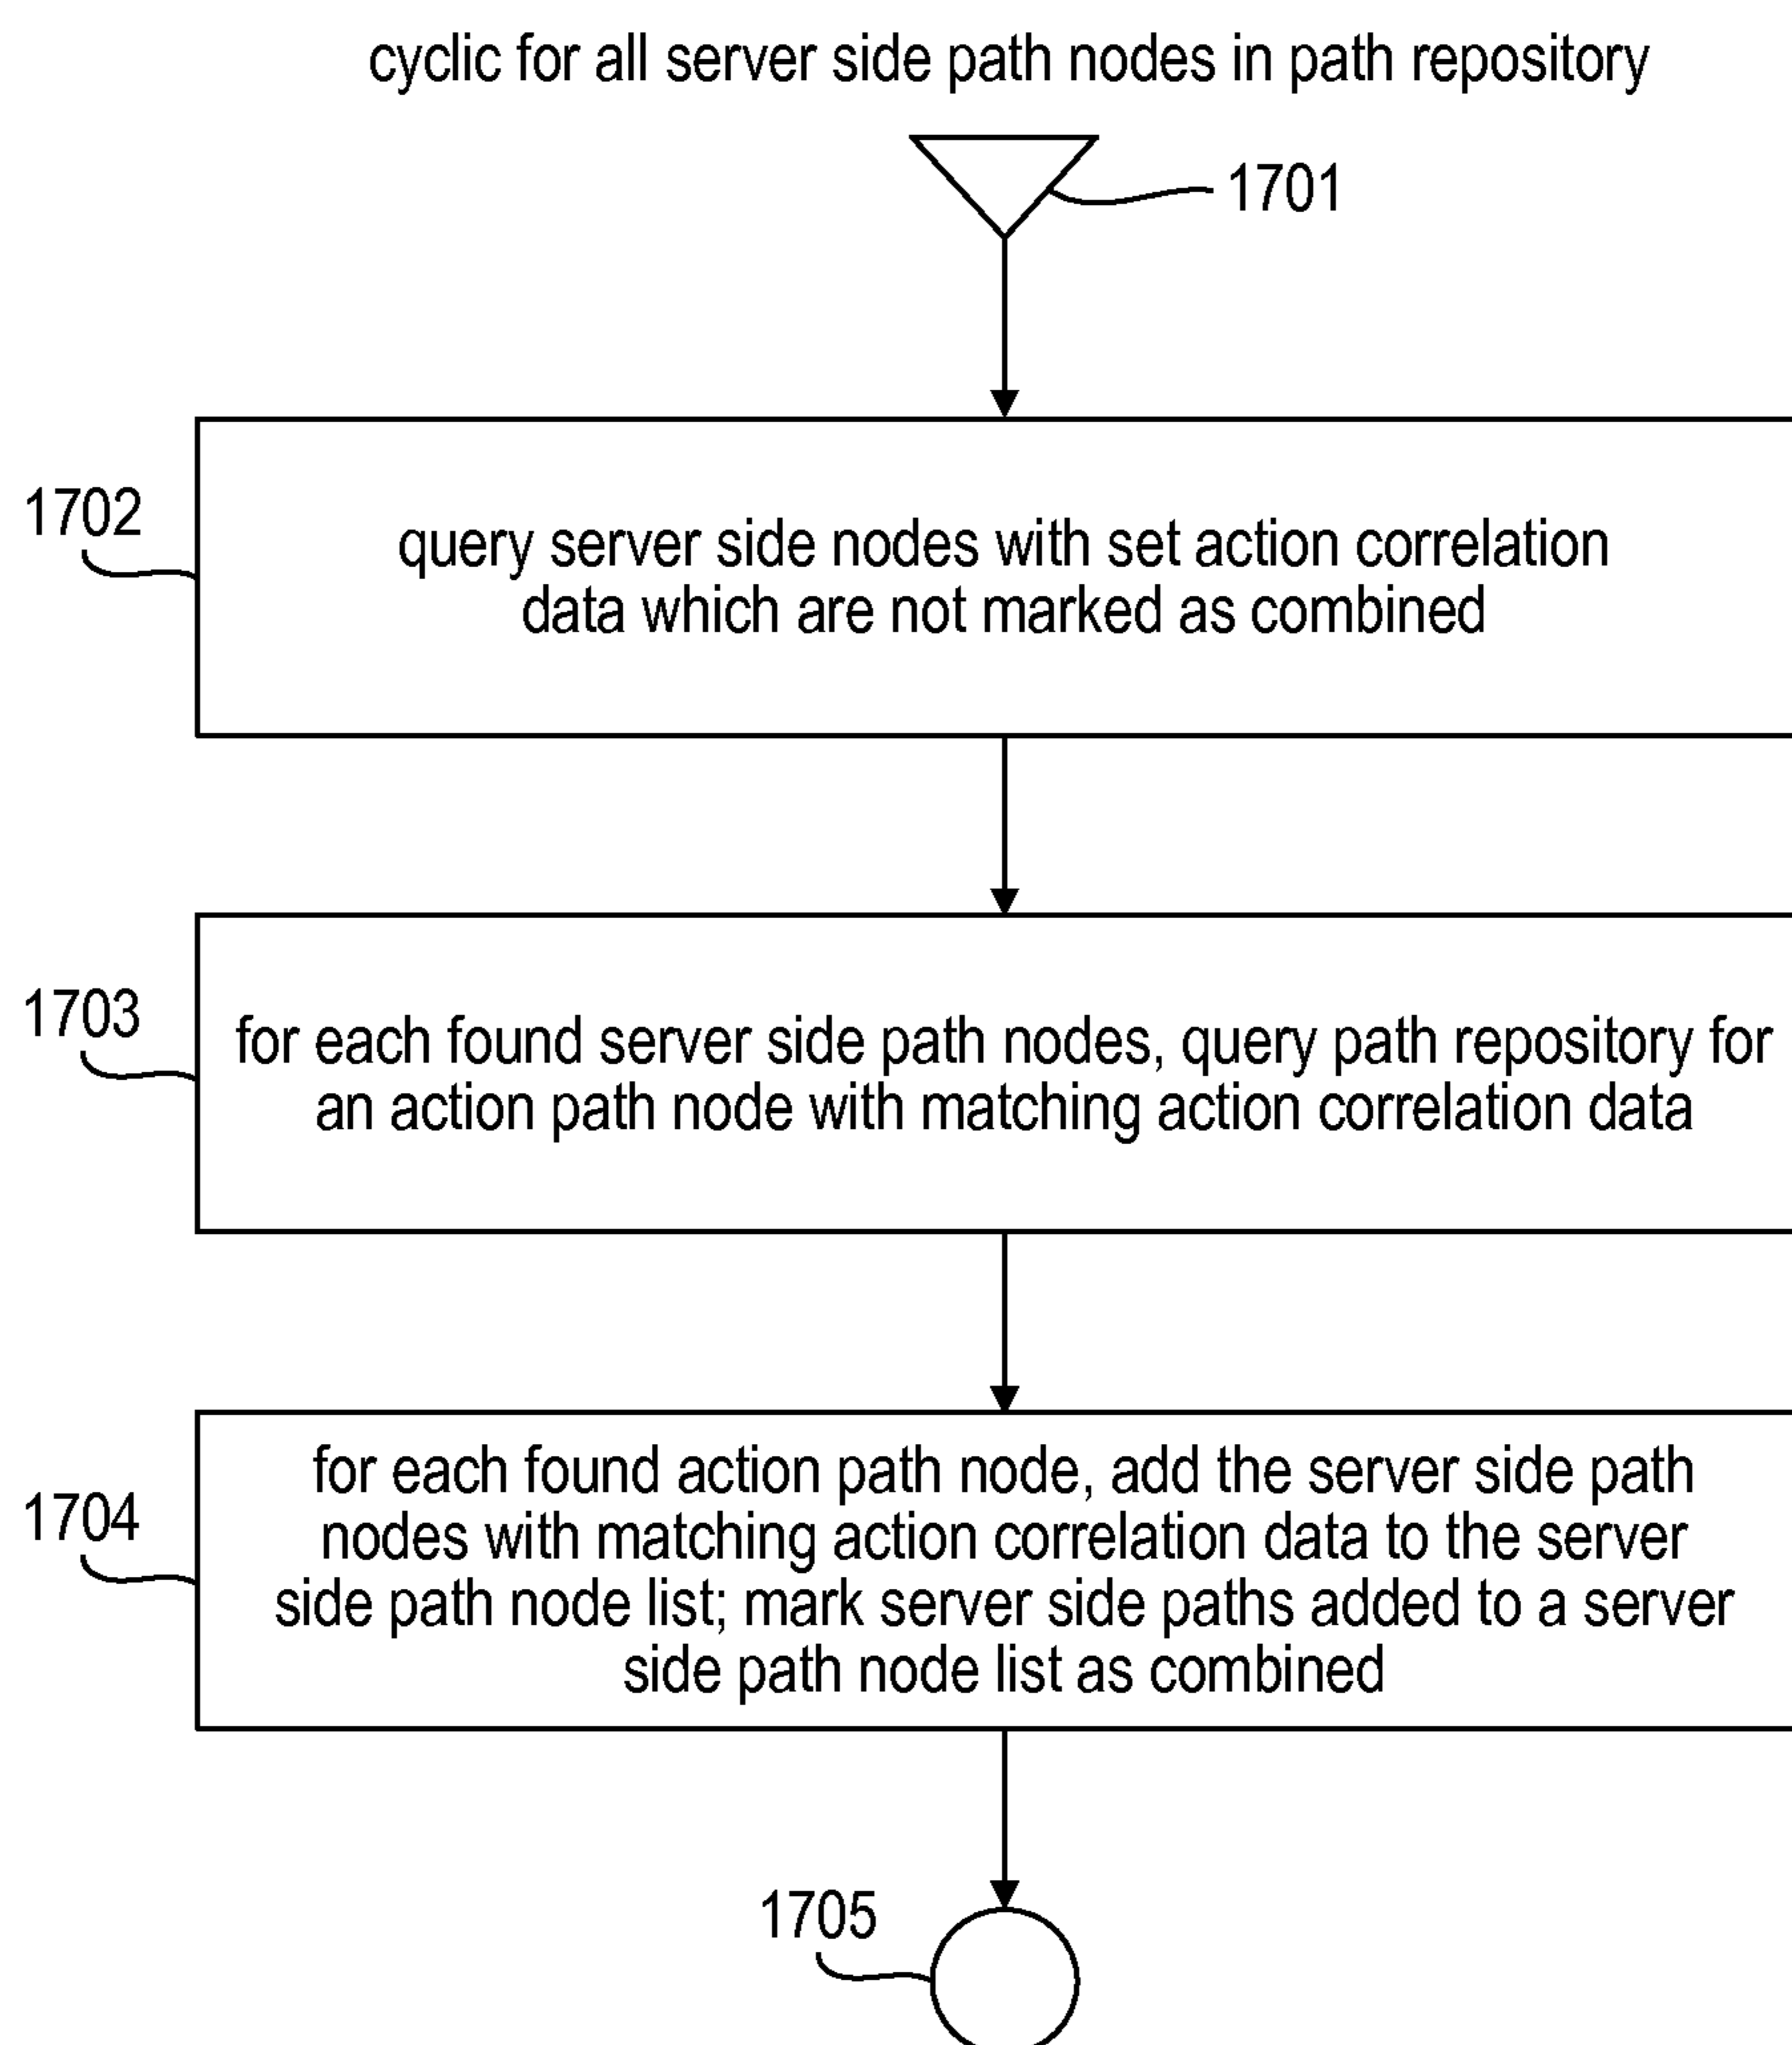 cyclic for all server side path nodes in path repository
1701
1702
query server side nodes with set action correlation
data which are not marked as combined
1703
for each found server side path nodes, query path repository for
an action path node with matching action correlation data
1704
for each found action path node, add the server side path
nodes with matching action correlation data to the server
side path node list; mark server side paths added to a server
side path node list as combined
1705